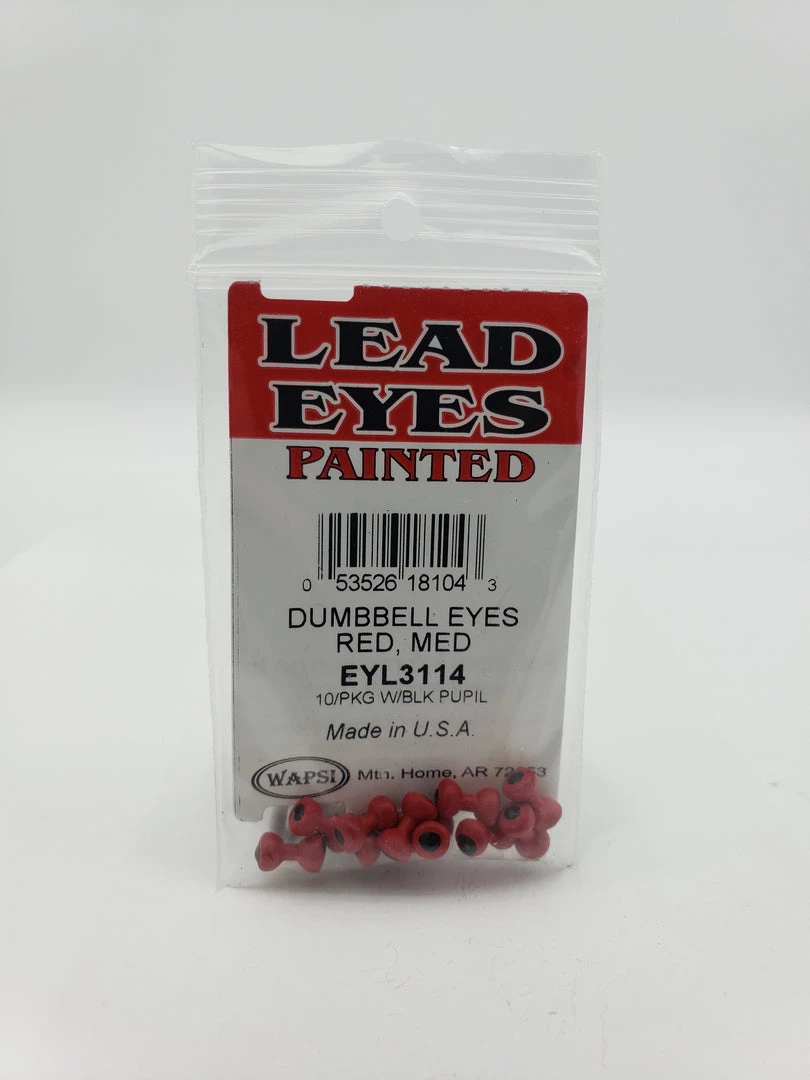 LEAD
EYES
PAINTED
0 53526 18104 3
DUMBBELL EYES
RED, MED
EYL3114
10/PKG W/BLK PUPIL
Made in U.S.A.
WAPSI Mtn. Home, AR